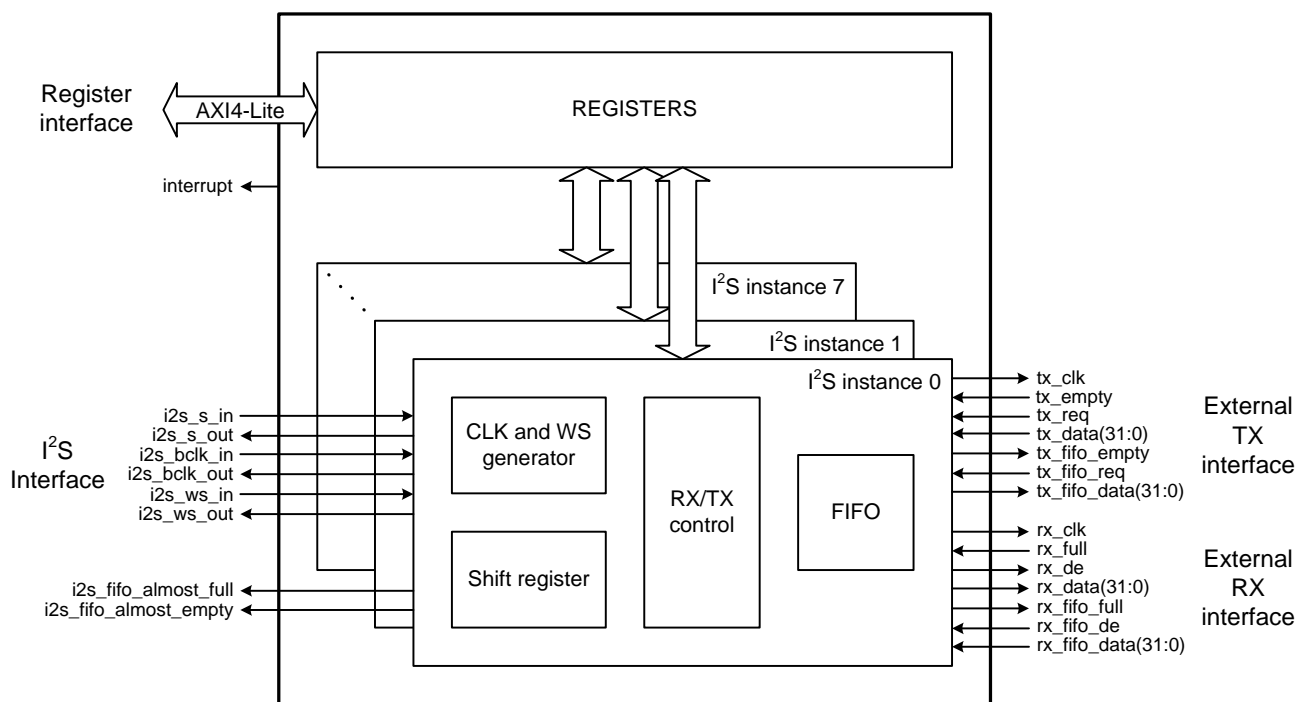 Register
interface
AXI4-Lite
REGISTERS
interrupt
I²S instance 7
I²S instance 1
I²S instance 0
I²S
Interface
i2s_s_in
i2s_s_out
i2s_bclk_in
i2s_bclk_out
i2s_ws_in
i2s_ws_out
i2s_fifo_almost_full
i2s_fifo_almost_empty
CLK and WS
generator
Shift register
RX/TX
control
FIFO
tx_clk
tx_empty
tx_req
tx_data(31:0)
tx_fifo_empty
tx_fifo_req
tx_fifo_data(31:0)
External
TX
interface
rx_clk
rx_full
rx_de
rx_data(31:0)
rx_fifo_full
rx_fifo_de
rx_fifo_data(31:0)
External
RX
interface